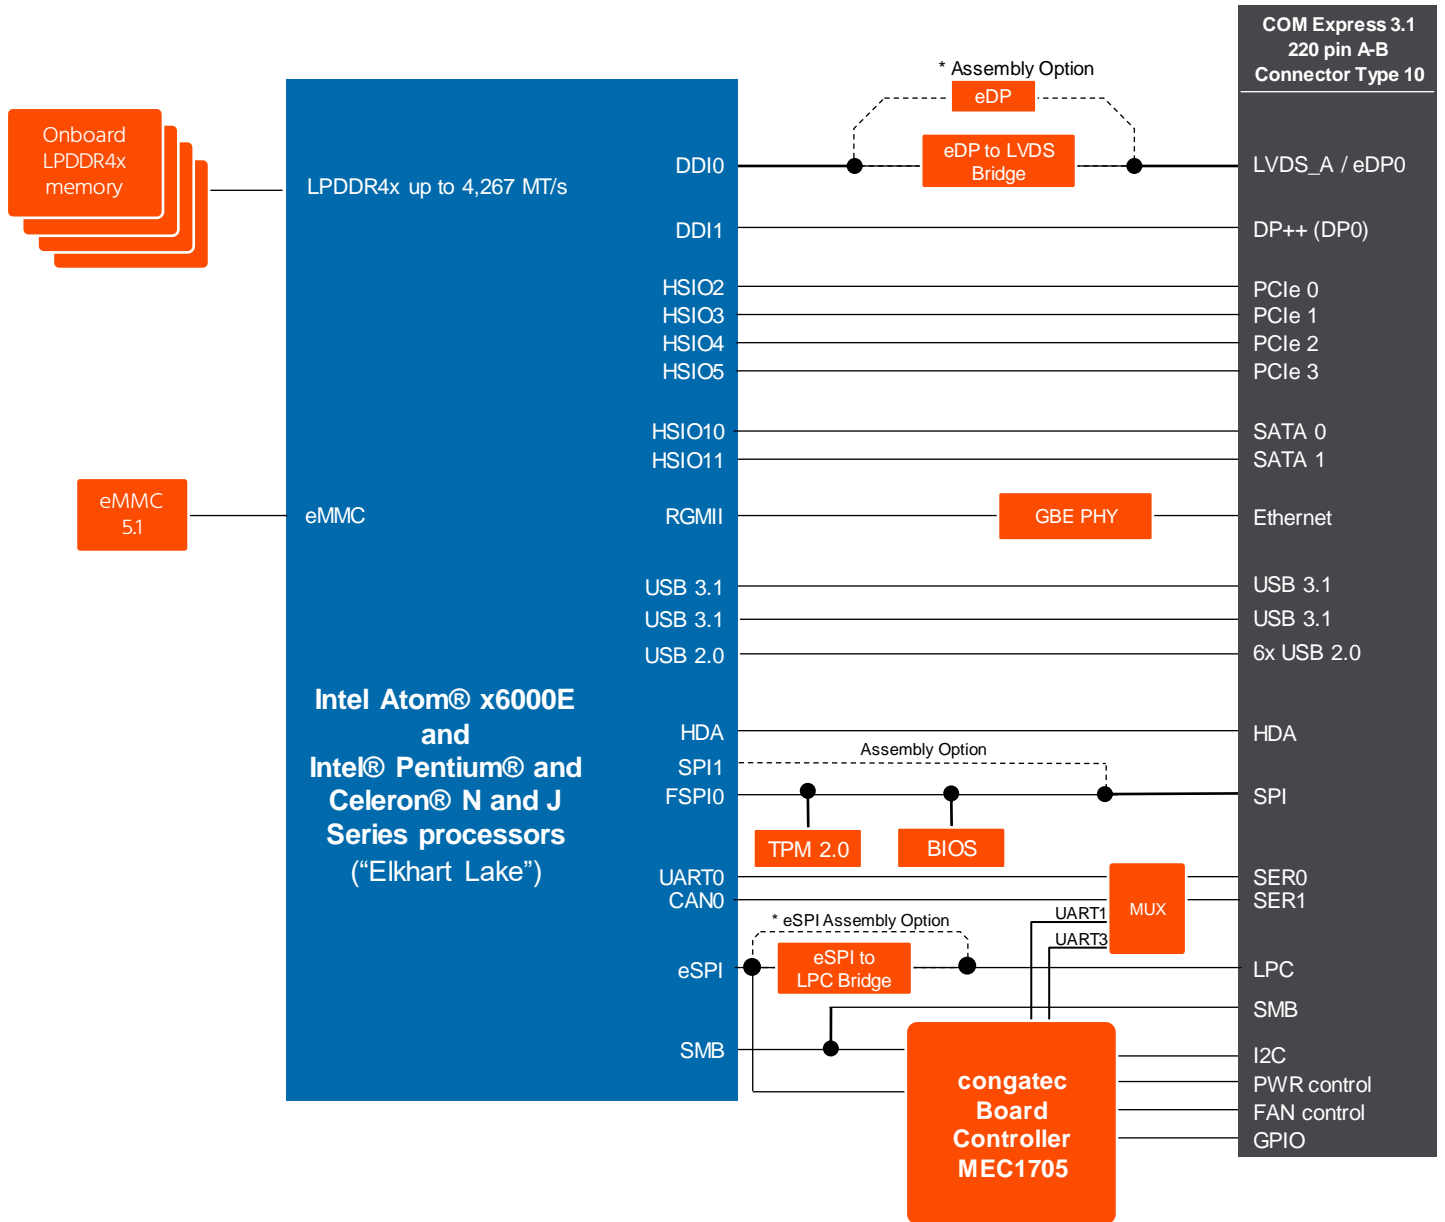 COM Express 3.1
220 pin A-B
Connector Type 10
* Assembly Option
eDP
Onboard
LPDDR4x
memory
LPDDR4x up to 4,267 MT/s
DDI0
eDP to LVDS
Bridge
LVDS_A / eDP0
DDI1
DP++ (DP0)
HSIO2
PCIe 0
HSIO3
PCIe 1
HSIO4
PCIe 2
HSIO5
PCIe 3
HSIO10
SATA 0
HSIO11
SATA 1
eMMC
5.1
eMMC
RGMII
GBE PHY
Ethernet
USB 3.1
USB 3.1
USB 3.1
USB 3.1
USB 2.0
6x USB 2.0
Intel Atom® x6000E
and
Intel® Pentium® and
Celeron® N and J
Series processors
(“Elkhart Lake”)
HDA
HDA
Assembly Option
SPI1
FSPI0
SPI
TPM 2.0
BIOS
UART0
SER0
CAN0
SER1
MUX
UART1
UART3
* eSPI Assembly Option
eSPI
eSPI to
LPC Bridge
LPC
SMB
SMB
I2C
PWR control
FAN control
GPIO
congatec
Board
Controller
MEC1705